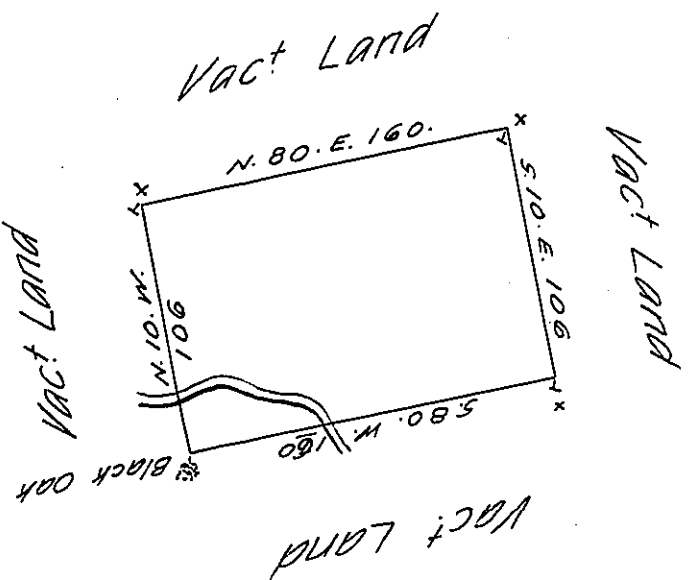 Vac.t Land
N. 80. E. 160.
X
X
S. 10. E. 106
Vac.t Land
Vac.t Land
N. 10. W.
106
S. 80. W. 160
X
Black Oak
Vac.t Land